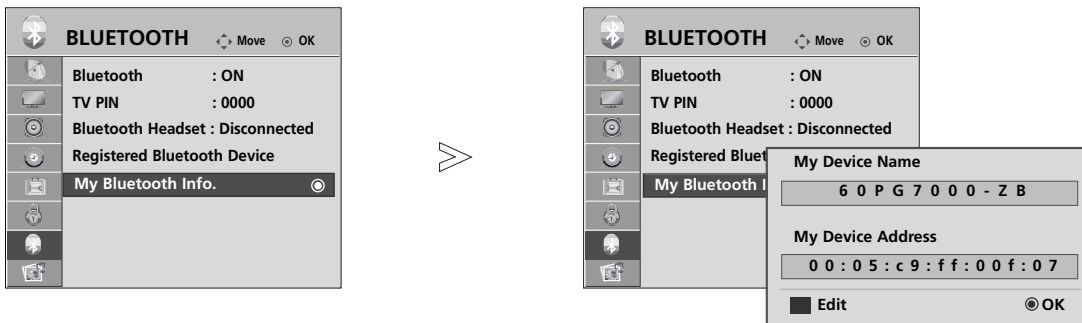 BLUETOOTH Move OK
Bluetooth : ON
TV PIN : 0000
Bluetooth Headset : Disconnected
Registered Bluetooth Device
My Bluetooth Info.
BLUETOOTH Move OK
Bluetooth : ON
TV PIN : 0000
Bluetooth Headset : Disconnected
Registered Bluet
My Bluetooth I
My Device Name
60PG7000-ZB
My Device Address
00:05:c9:ff:00f:07
Edit OK